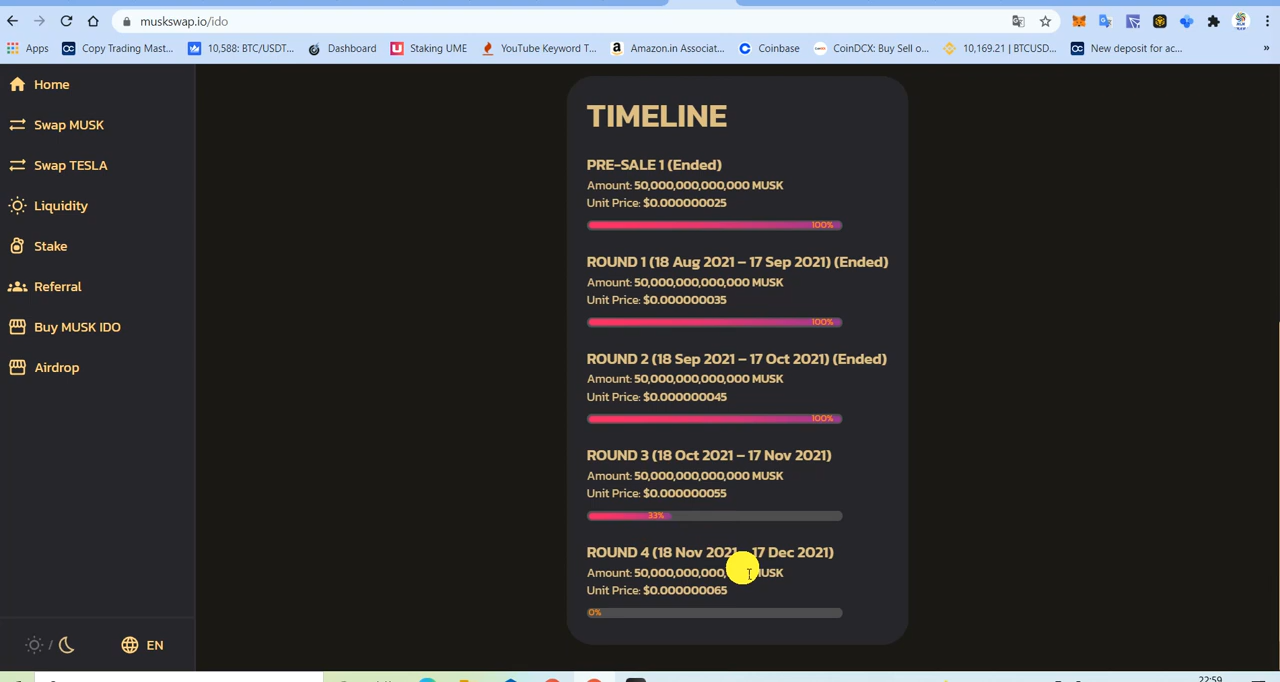 muskswap.io/ido
Apps
Copy Trading Mast...
10,588: BTC/USDT...
Dashboard
Staking UME
YouTube Keyword T...
Amazon.in Associat...
Coinbase
CoinDCX: Buy Sell o...
10,169.21 | BTCUSD...
New deposit for ac...
»
Home
Swap MUSK
Swap TESLA
Liquidity
Stake
Referral
Buy MUSK IDO
Airdrop
/
EN
TIMELINE
PRE-SALE 1 (Ended)
Amount: 50,000,000,000,000 MUSK
Unit Price: $0.000000025
100%
ROUND 1 (18 Aug 2021 – 17 Sep 2021) (Ended)
Amount: 50,000,000,000,000 MUSK
Unit Price: $0.000000035
100%
ROUND 2 (18 Sep 2021 – 17 Oct 2021) (Ended)
Amount: 50,000,000,000,000 MUSK
Unit Price: $0.000000045
100%
ROUND 3 (18 Oct 2021 – 17 Nov 2021)
Amount: 50,000,000,000,000 MUSK
Unit Price: $0.000000055
33%
ROUND 4 (18 Nov 2021 – 17 Dec 2021)
Amount: 50,000,000,000, MUSK
Unit Price: $0.000000065
0%
22:59